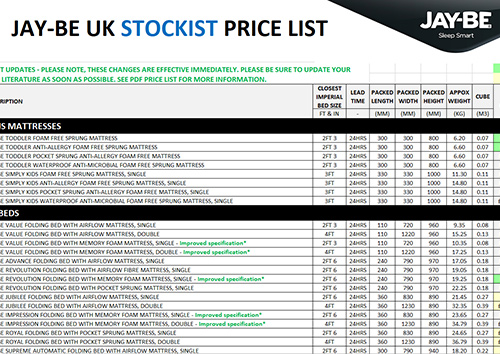 JAY-BE UK STOCKIST PRICE LIST
JAY-BE
Sleep Smart
T UPDATES - PLEASE NOTE, THESE CHANGES ARE EFFECTIVE IMMEDIATELY. PLEASE BE SURE TO UPDATE YOUR
LITERATURE AS SOON AS POSSIBLE. SEE PDF PRICE LIST FOR MORE INFORMATION.
RIPTION CLOSEST IMPERIAL BED SIZE LEAD TIME PACKED LENGTH PACKED WIDTH PACKED HEIGHT APPOX WEIGHT CUBE
FT & IN - (MM) (MM) (MM) (KG) (M3)
NS MATTRESSES
E TODDLER FOAM FREE SPRUNG MATTRESS 2FT 3 24HRS 300 300 800 6.20 0.07
E TODDLER ANTI-ALLERGY FOAM FREE SPRUNG MATTRESS 2FT 3 24HRS 300 300 800 6.60 0.07
E TODDLER POCKET SPRUNG ANTI-ALLERGY FOAM FREE MATTRESS 2FT 3 24HRS 300 300 800 6.60 0.07
E TODDLER WATERPROOF ANTI-MICROBIAL FOAM FREE SPRUNG MATTRESS 2FT 3 24HRS 300 300 800 6.60 0.07
E SIMPLY KIDS FOAM FREE SPRUNG MATTRESS, SINGLE 3FT 24HRS 330 330 1000 11.30 0.11
E SIMPLY KIDS ANTI-ALLERGY FOAM FREE SPRUNG MATTRESS, SINGLE 3FT 24HRS 330 330 1000 14.80 0.11
E SIMPLY KIDS POCKET SPRUNG ANTI-ALLERGY FOAM FREE MATTRESS, SINGLE 3FT 24HRS 330 330 1000 14.80 0.11
E SIMPLY KIDS WATERPROOF ANTI-MICROBIAL FOAM FREE SPRUNG MATTRESS, SINGLE 3FT 24HRS 330 330 1000 14.80 0.11
BEDS
E VALUE FOLDING BED WITH AIRFLOW MATTRESS, SINGLE 2FT 3 24HRS 110 720 960 9.35 0.08
E VALUE FOLDING BED WITH AIRFLOW MATTRESS, DOUBLE 4FT 24HRS 110 1220 960 15.25 0.13
E VALUE FOLDING BED WITH MEMORY FOAM MATTRESS, SINGLE - Improved specification* 2FT 3 24HRS 110 720 960 10.35 0.08
E VALUE FOLDING BED WITH MEMORY FOAM MATTRESS, DOUBLE - Improved specification* 4FT 24HRS 110 1220 960 17.25 0.13
E ADVANCE FOLDING BED WITH AIRFLOW MATTRESS, SINGLE 2FT 6 24HRS 240 790 970 17.05 0.18
E REVOLUTION FOLDING BED WITH AIRFLOW FIBRE MATTRESS, SINGLE 2FT 6 24HRS 240 790 970 19.05 0.18
E REVOLUTION FOLDING BED WITH MEMORY FOAM MATTRESS, SINGLE - Improved specification* 2FT 6 24HRS 240 790 970 19.25 0.18
E REVOLUTION FOLDING BED WITH POCKET SPRUNG MATTRESS, SINGLE 2FT 6 24HRS 240 790 970 22.25 0.18
E JUBILEE FOLDING BED WITH AIRFLOW MATTRESS, SINGLE 2FT 6 24HRS 360 830 890 21.45 0.27
E JUBILEE FOLDING BED WITH AIRFLOW MATTRESS, DOUBLE 4FT 24HRS 360 1230 890 32.35 0.39
E IMPRESSION FOLDING BED WITH MEMORY FOAM MATTRESS, SINGLE - Improved specification* 2FT 6 24HRS 360 830 890 23.65 0.27
E IMPRESSION FOLDING BED WITH MEMORY FOAM MATTRESS, DOUBLE - Improved specification* 4FT 24HRS 360 1230 890 34.79 0.39
E ROYAL FOLDING BED WITH POCKET SPRUNG MATTRESS, SINGLE 2FT 6 24HRS 360 830 890 24.65 0.27
E ROYAL FOLDING BED WITH POCKET SPRUNG MATTRESS, DOUBLE 4FT 24HRS 360 1230 890 36.79 0.39
E SUPREME AUTOMATIC FOLDING BED WITH AIRFLOW MATTRESS, SINGLE